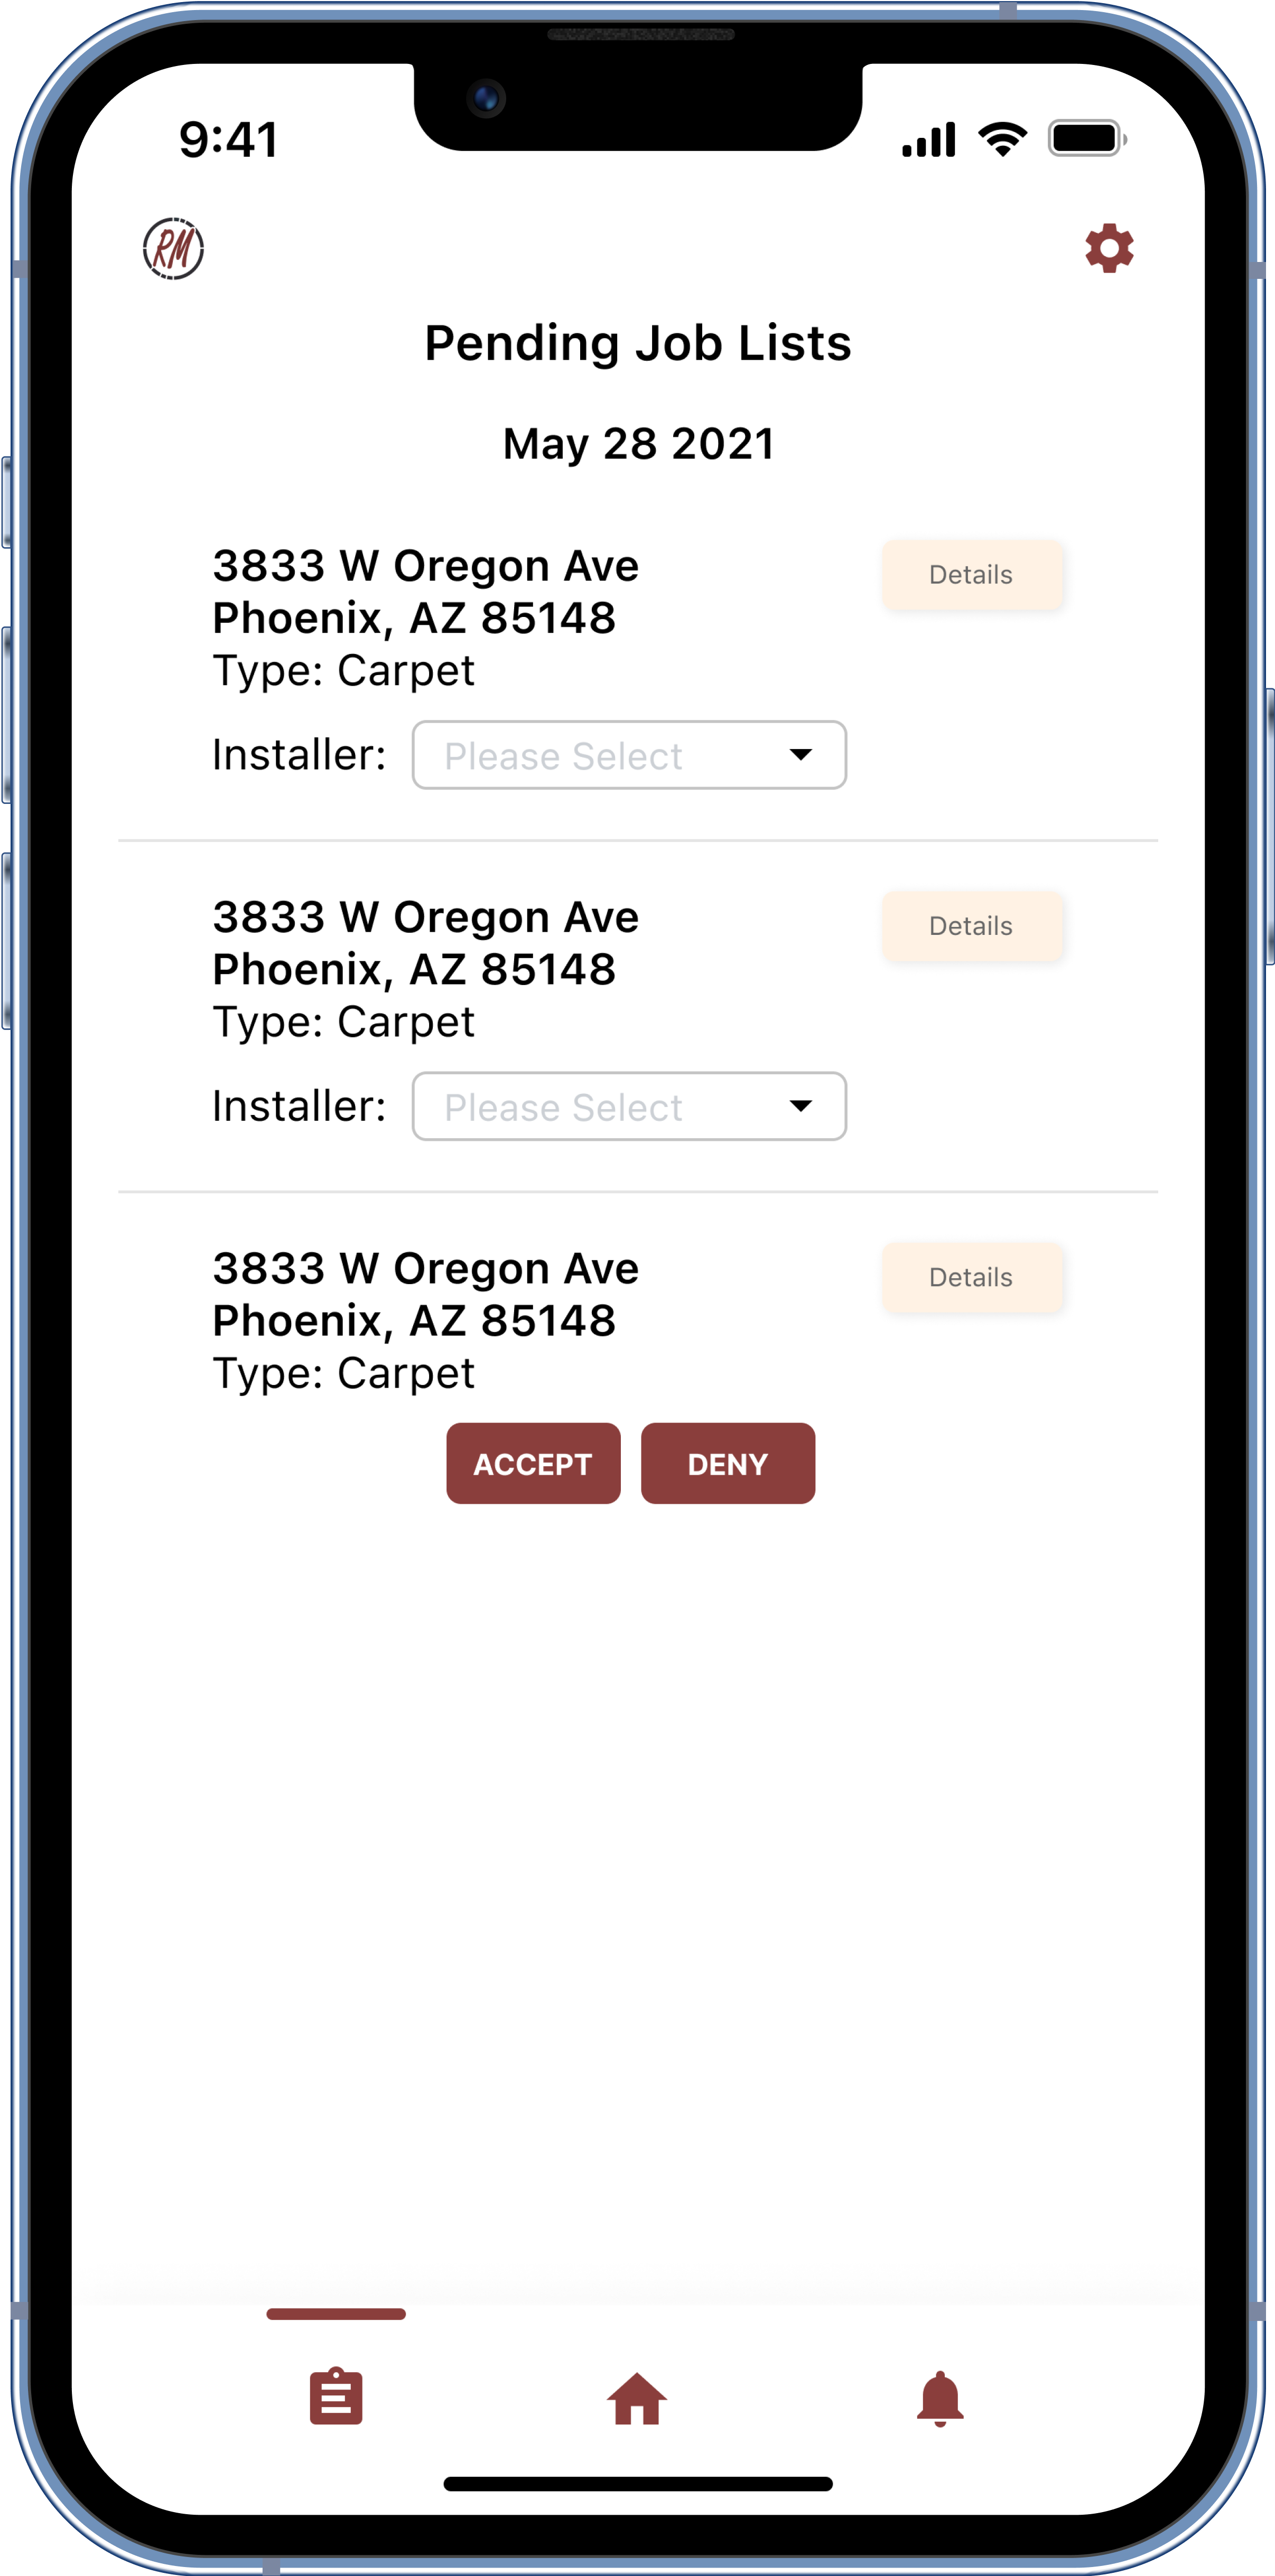 9:41
RM
Pending Job Lists
May 28 2021
3833 W Oregon Ave
Phoenix, AZ 85148
Type: Carpet
Details
Installer: Please Select
3833 W Oregon Ave
Phoenix, AZ 85148
Type: Carpet
Details
Installer: Please Select
3833 W Oregon Ave
Phoenix, AZ 85148
Type: Carpet
Details
ACCEPT DENY